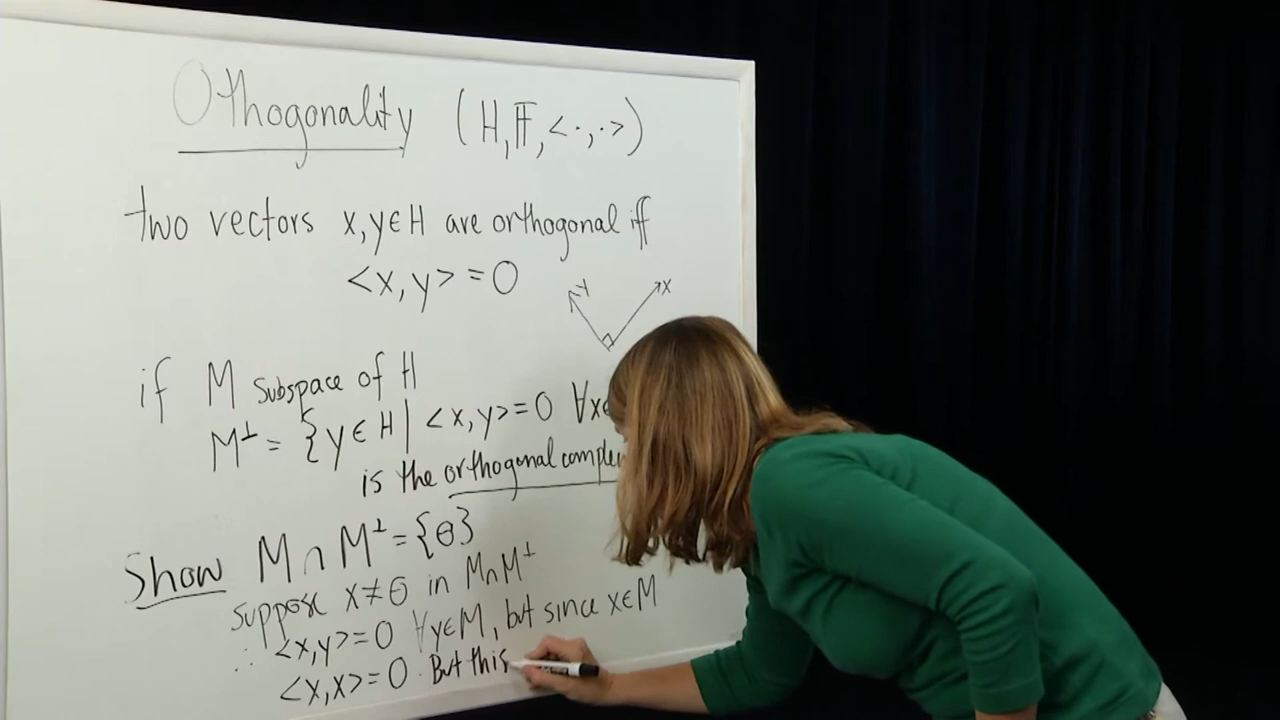 Orthogonality (H, 𝔽, <·,·>)
two vectors x, y ∈ H are orthogonal iff
<x, y> = 0
y x
if M subspace of H
M⊥ = {y ∈ H | <x, y> = 0 ∀x
is the orthogonal
Show M ∩ M⊥ = {θ}
suppose x ≠ θ in M ∩ M⊥
∴ <x, y> = 0 ∀y ∈ M, but since x ∈ M
<x, x> = 0. But this